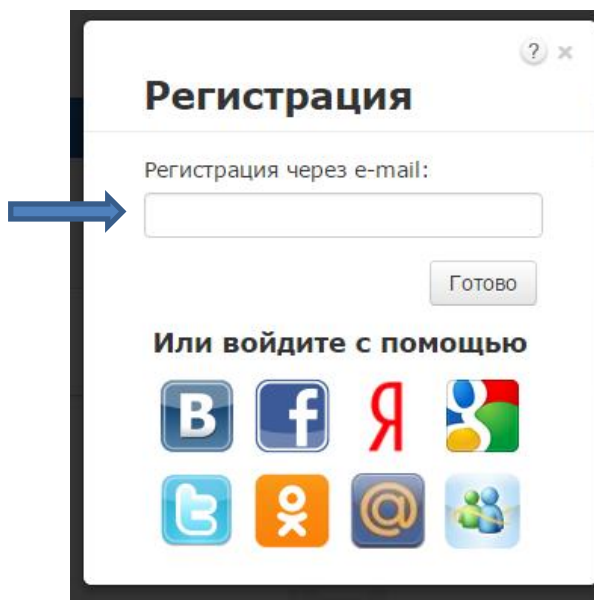 ? ×
Регистрация
Регистрация через e-mail:
Готово
Или войдите с помощью
B f Я g
t @